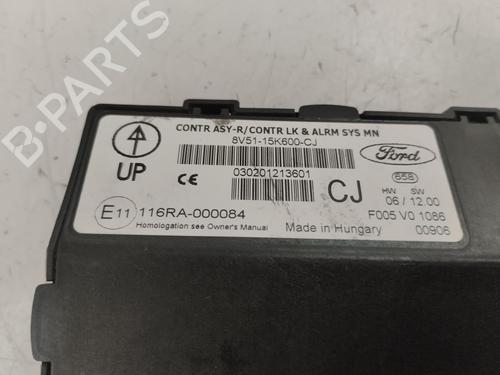 CONTR ASY-R/CONTR LK & ALRM SYS MN
8V51-15K600-CJ
Ford
UP
CE
030201213601
CJ
658
HW SW
06 / 12.00
E11 116RA-000084
F005 V0 1086
Homologation see Owner's Manual
Made in Hungary
00906
B-PARTS